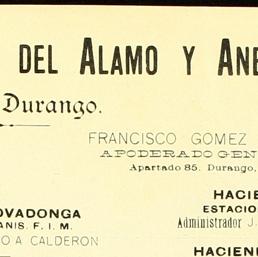 DEL ALAMO Y ANE
Durango.
FRANCISCO GOMEZ
APODERADO GEN
Apartado 85. Durango,
HACIE
ESTACIO
OVADONGA
Administrador J.
ANIS. F. I. M.
O A CALDERON
HACIEN